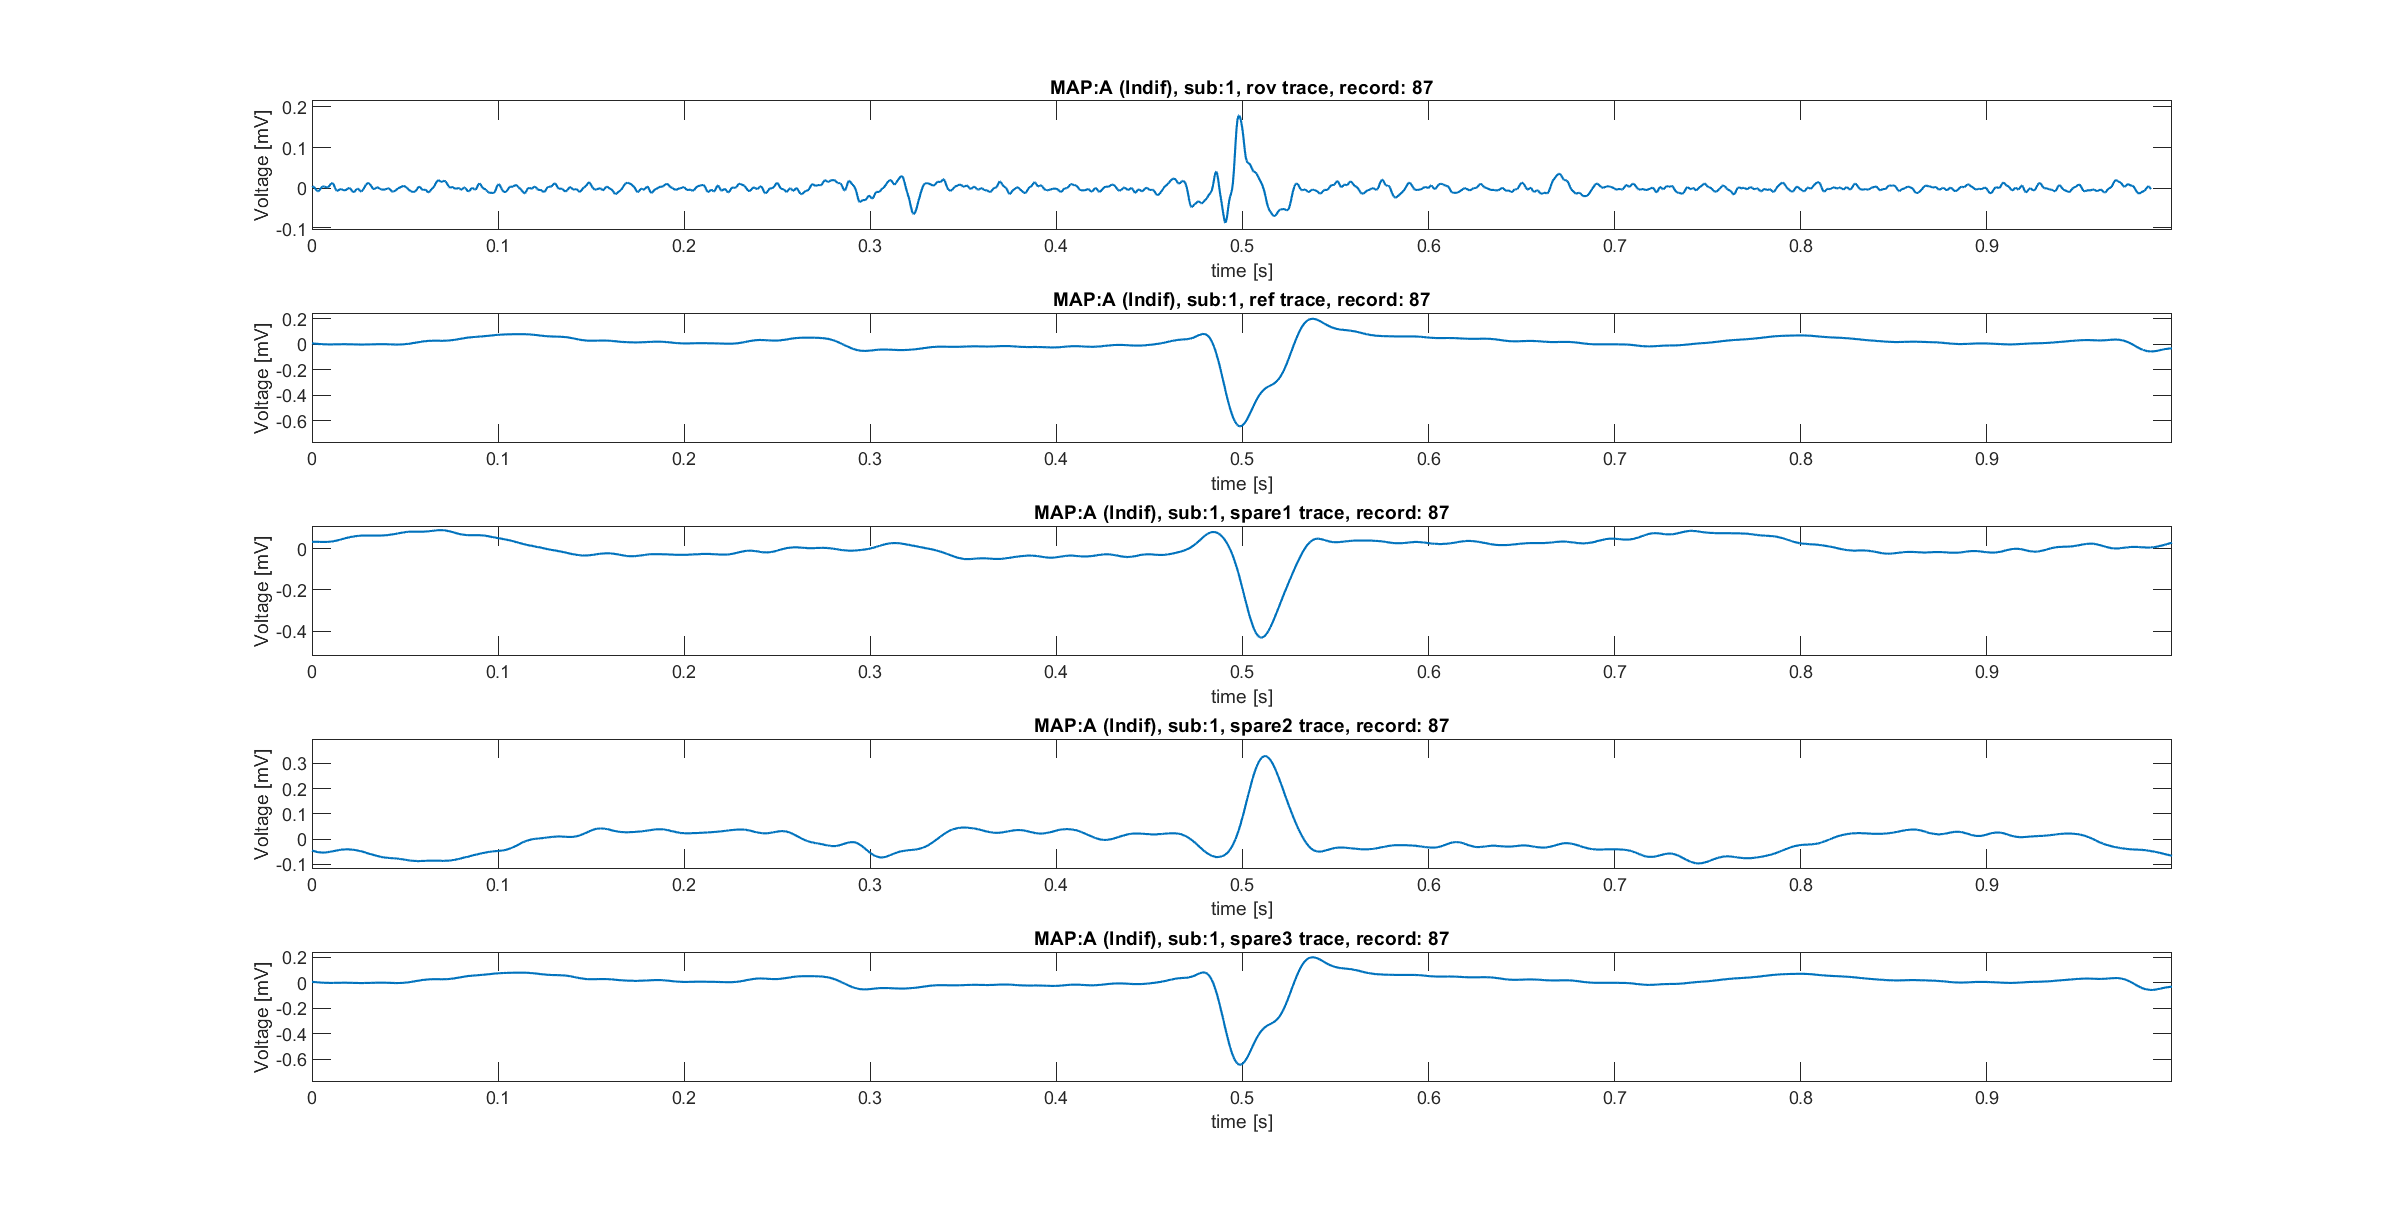 MAP:A (Indif), sub:1, rov trace, record: 87
Voltage [mV]
0.2
0.1
0
-0.1
0 0.1 0.2 0.3 0.4 0.5 0.6 0.7 0.8 0.9
time [s]
MAP:A (Indif), sub:1, ref trace, record: 87
Voltage [mV]
0.2
0
-0.2
-0.4
-0.6
0 0.1 0.2 0.3 0.4 0.5 0.6 0.7 0.8 0.9
time [s]
MAP:A (Indif), sub:1, spare1 trace, record: 87
Voltage [mV]
0
-0.2
-0.4
0 0.1 0.2 0.3 0.4 0.5 0.6 0.7 0.8 0.9
time [s]
MAP:A (Indif), sub:1, spare2 trace, record: 87
Voltage [mV]
0.3
0.2
0.1
0
-0.1
0 0.1 0.2 0.3 0.4 0.5 0.6 0.7 0.8 0.9
time [s]
MAP:A (Indif), sub:1, spare3 trace, record: 87
Voltage [mV]
0.2
0
-0.2
-0.4
-0.6
0 0.1 0.2 0.3 0.4 0.5 0.6 0.7 0.8 0.9
time [s]